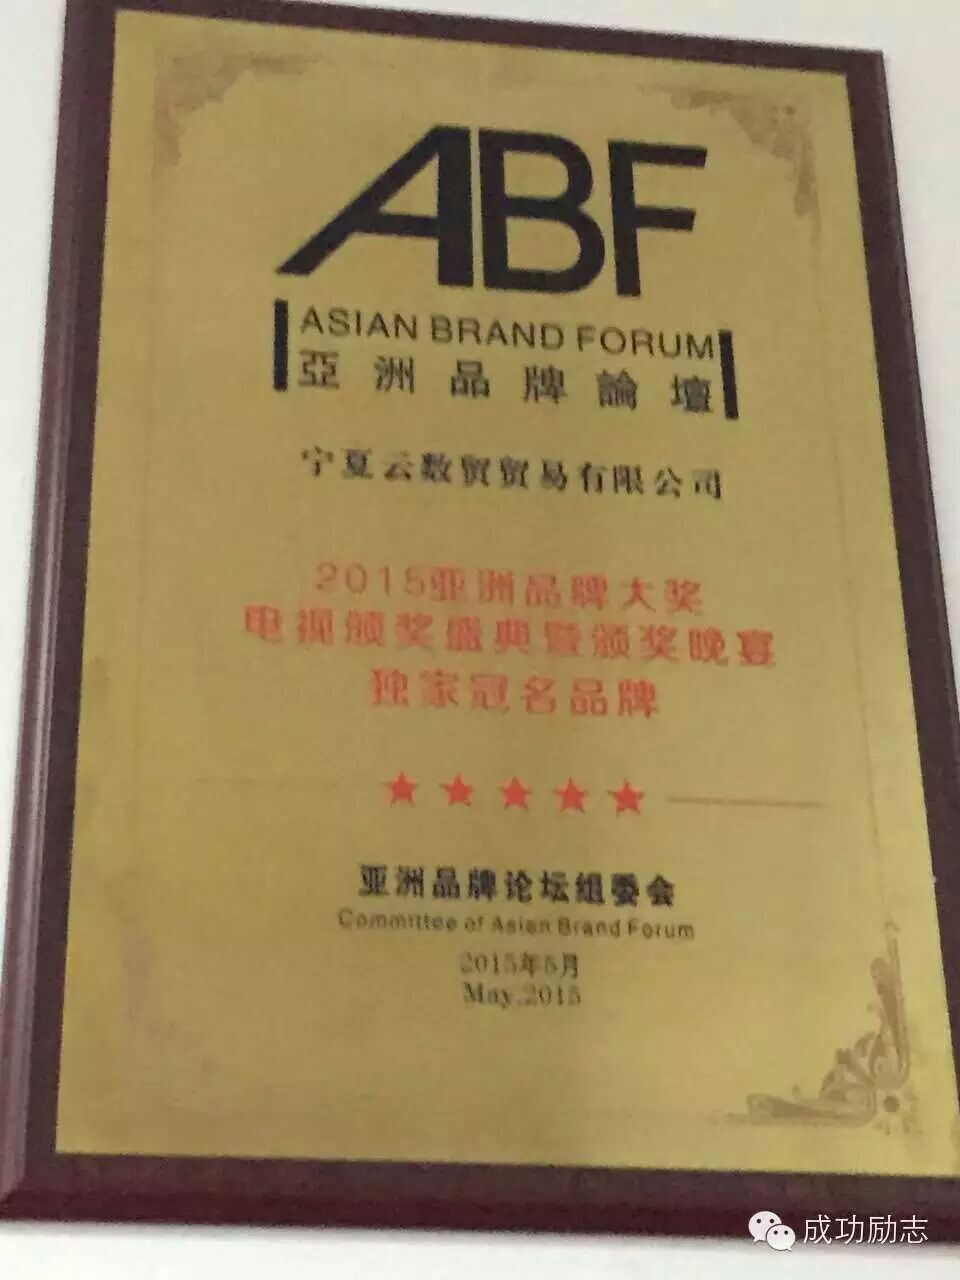 ABF
ASIAN BRAND FORUM
亞洲品牌論壇
宁夏云数贸贸易有限公司
2015亚洲品牌大奖
电视颁奖盛典暨颁奖晚宴
独家冠名品牌
亚洲品牌论坛组委会
Committee of Asian Brand Forum
2015年5月
May.2015
成功励志